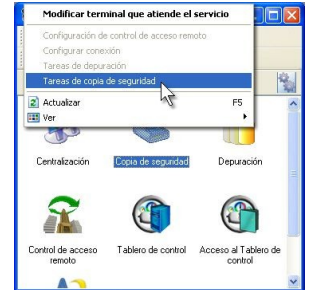 Modificar terminal que atiende el servicio
Configuración de control de acceso remoto
Configurar conexión
Tareas de depuración
Tareas de copia de seguridad
Actualizar F5
Ver
Centralización
Copia de seguridad
Depuración
Control de acceso
remoto
Tablero de control
Acceso al Tablero de
control